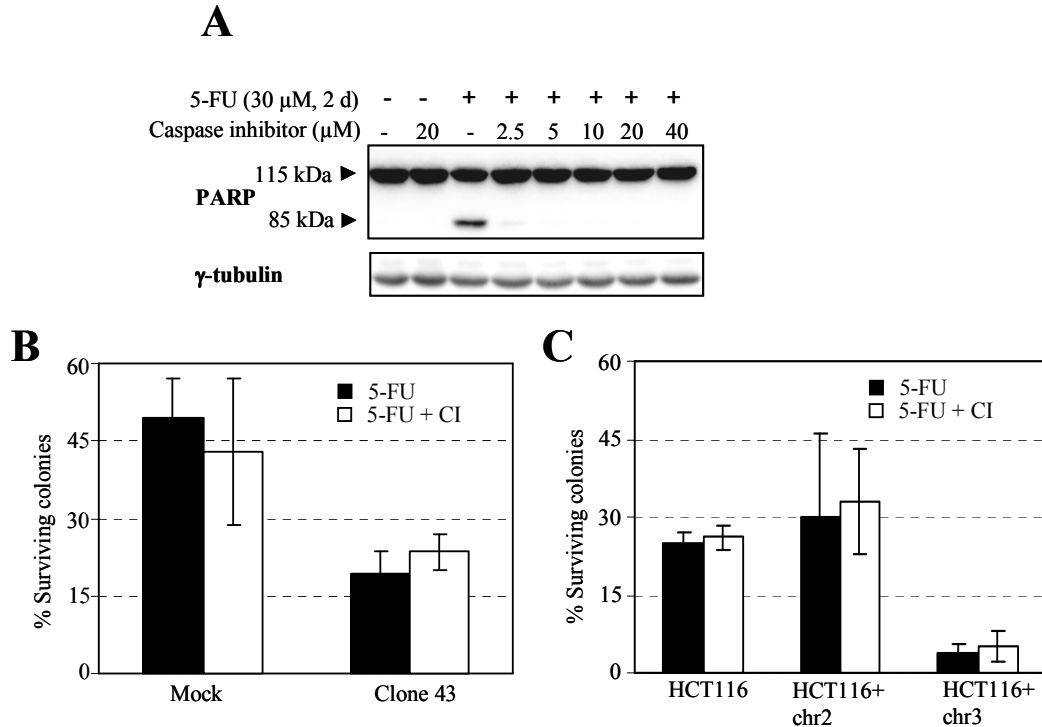 A
5-FU (30 µM, 2 d) - - + + + + + +
Caspase inhibitor (µM) - 20 - 2.5 5 10 20 40
115 kDa
PARP
85 kDa
γ-tubulin
B
60
45
30
15
0
% Surviving colonies
5-FU
5-FU + CI
Mock
Clone 43
C
60
45
30
15
0
% Surviving colonies
5-FU
5-FU + CI
HCT116
HCT116+
chr2
HCT116+
chr3